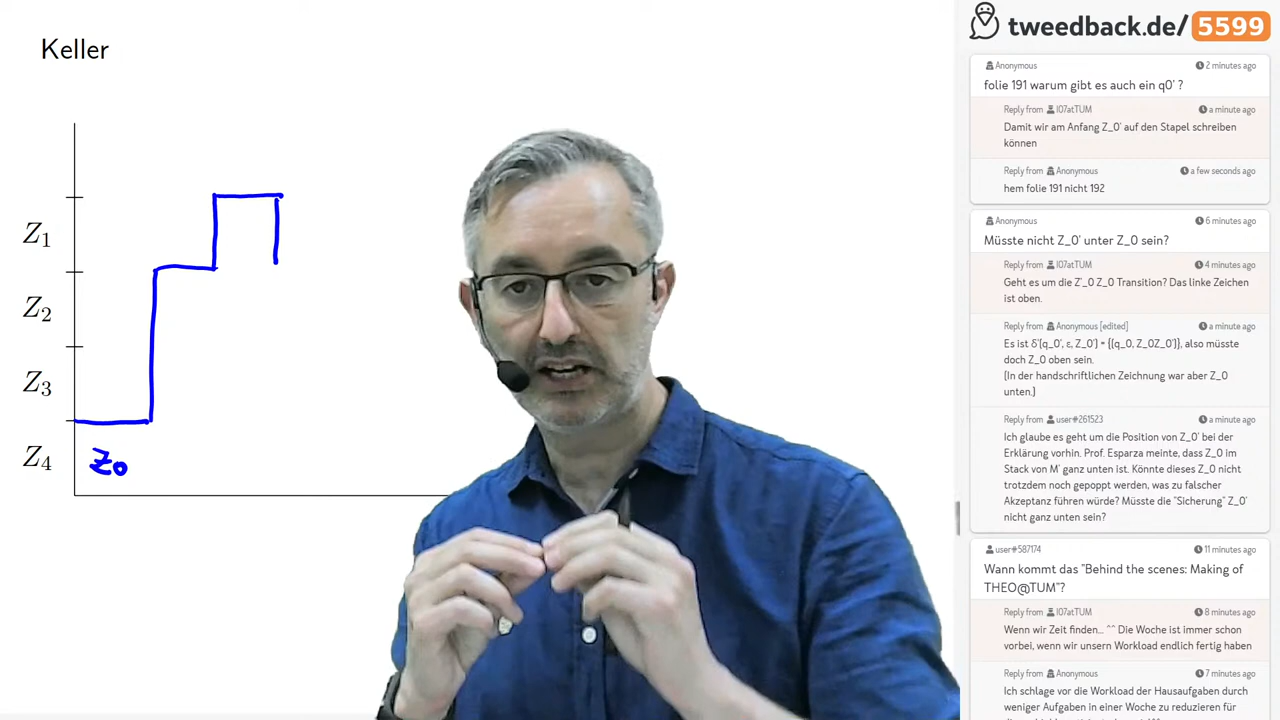 Keller
Z1
Z2
Z3
Z4
Z0
tweedback.de/ 5599
Anonymous
2 minutes ago
folie 191 warum gibt es auch ein q0' ?
Reply from I07atTUM
a minute ago
Damit wir am Anfang Z_0' auf den Stapel schreiben
können
Reply from Anonymous
a few seconds ago
hem folie 191 nicht 192
Anonymous
6 minutes ago
Müsste nicht Z_0' unter Z_0 sein?
Reply from I07atTUM
4 minutes ago
Geht es um die Z'_0 Z_0 Transition? Das linke Zeichen
ist oben.
Reply from Anonymous [edited]
a minute ago
Es ist δ'(q_0', ε, Z_0') = {(q_0, Z_0Z_0')}, also müsste
doch Z_0 oben sein.
(In der handschriftlichen Zeichnung war aber Z_0
unten.)
Reply from user#261523
a minute ago
Ich glaube es geht um die Position von Z_0' bei der
Erklärung vorhin. Prof. Esparza meinte, dass Z_0 im
Stack von M' ganz unten ist. Könnte dieses Z_0 nicht
trotzdem noch gepoppt werden, was zu falscher
Akzeptanz führen würde? Müsste die "Sicherung" Z_0'
nicht ganz unten sein?
user#587174
11 minutes ago
Wann kommt das "Behind the scenes: Making of
THEO@TUM"?
Reply from I07atTUM
8 minutes ago
Wenn wir Zeit finden... ^^ Die Woche ist immer schon
vorbei, wenn wir unsern Workload endlich fertig haben
Reply from Anonymous
7 minutes ago
Ich schlage vor die Workload der Hausaufgaben durch
weniger Aufgaben in einer Woche zu reduzieren für